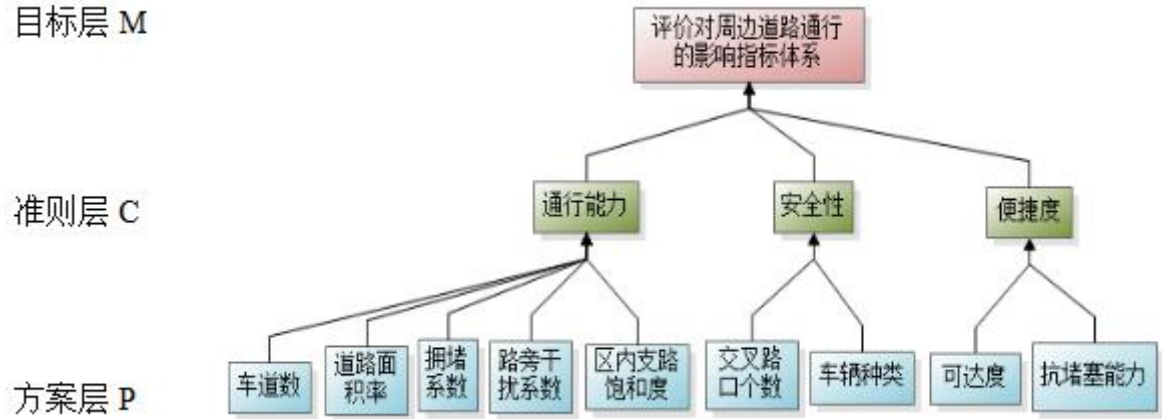 目标层 M
评价对周边道路通行
的影响指标体系
准则层 C
通行能力
安全性
便捷度
方案层 P
车道数
道路面
积率
拥堵
系数
路旁干
扰系数
区内支路
饱和度
交叉路
口个数
车辆种类
可达度
抗堵塞能力